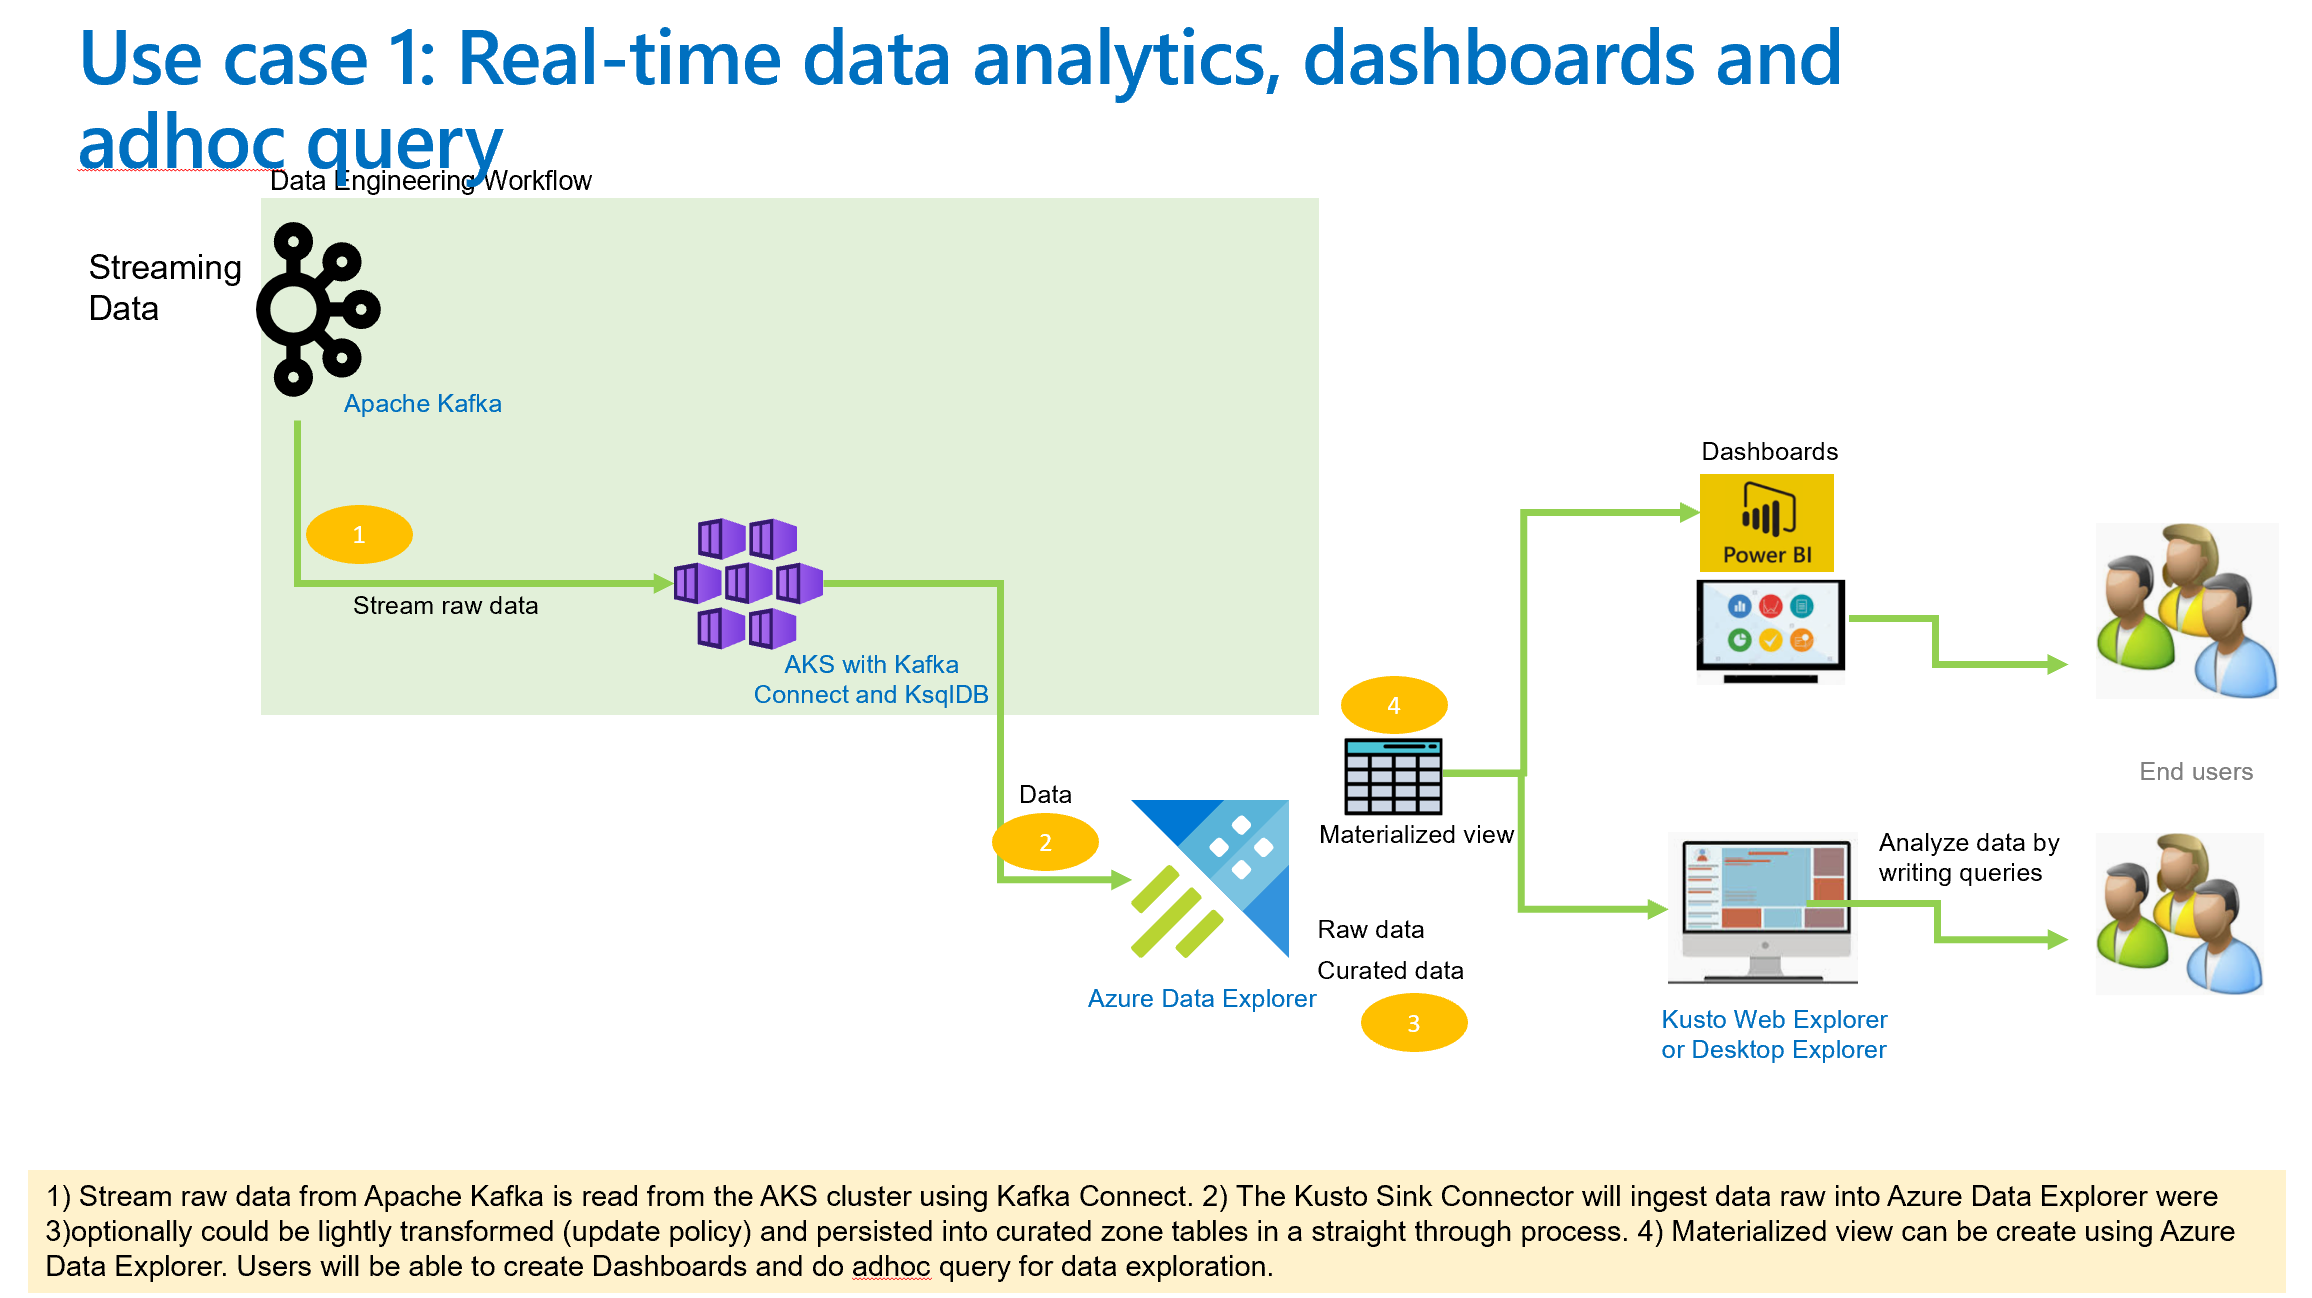 Use case 1: Real-time data analytics, dashboards and
adhoc query
Data Engineering Workflow
Streaming
Data
Apache Kafka
1
Stream raw data
AKS with Kafka
Connect and KsqlDB
Data
2
Azure Data Explorer
4
Materialized view
Raw data
Curated data
3
Dashboards
Power BI
End users
Analyze data by
writing queries
Kusto Web Explorer
or Desktop Explorer
1) Stream raw data from Apache Kafka is read from the AKS cluster using Kafka Connect. 2) The Kusto Sink Connector will ingest data raw into Azure Data Explorer were
3)optionally could be lightly transformed (update policy) and persisted into curated zone tables in a straight through process. 4) Materialized view can be create using Azure
Data Explorer. Users will be able to create Dashboards and do adhoc query for data exploration.